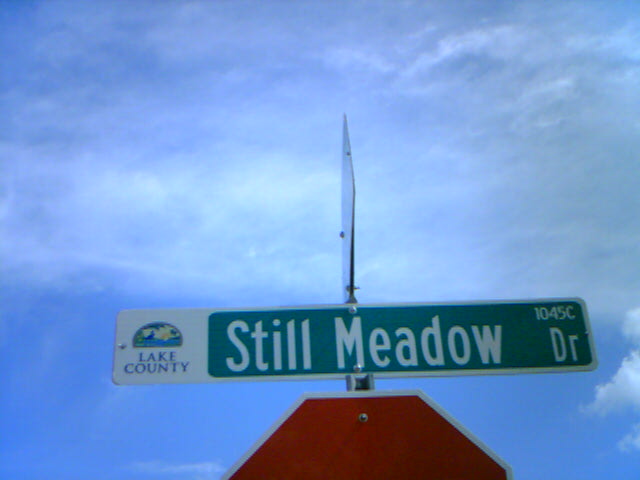 LAKE
COUNTY
Still Meadow Dr
1045C